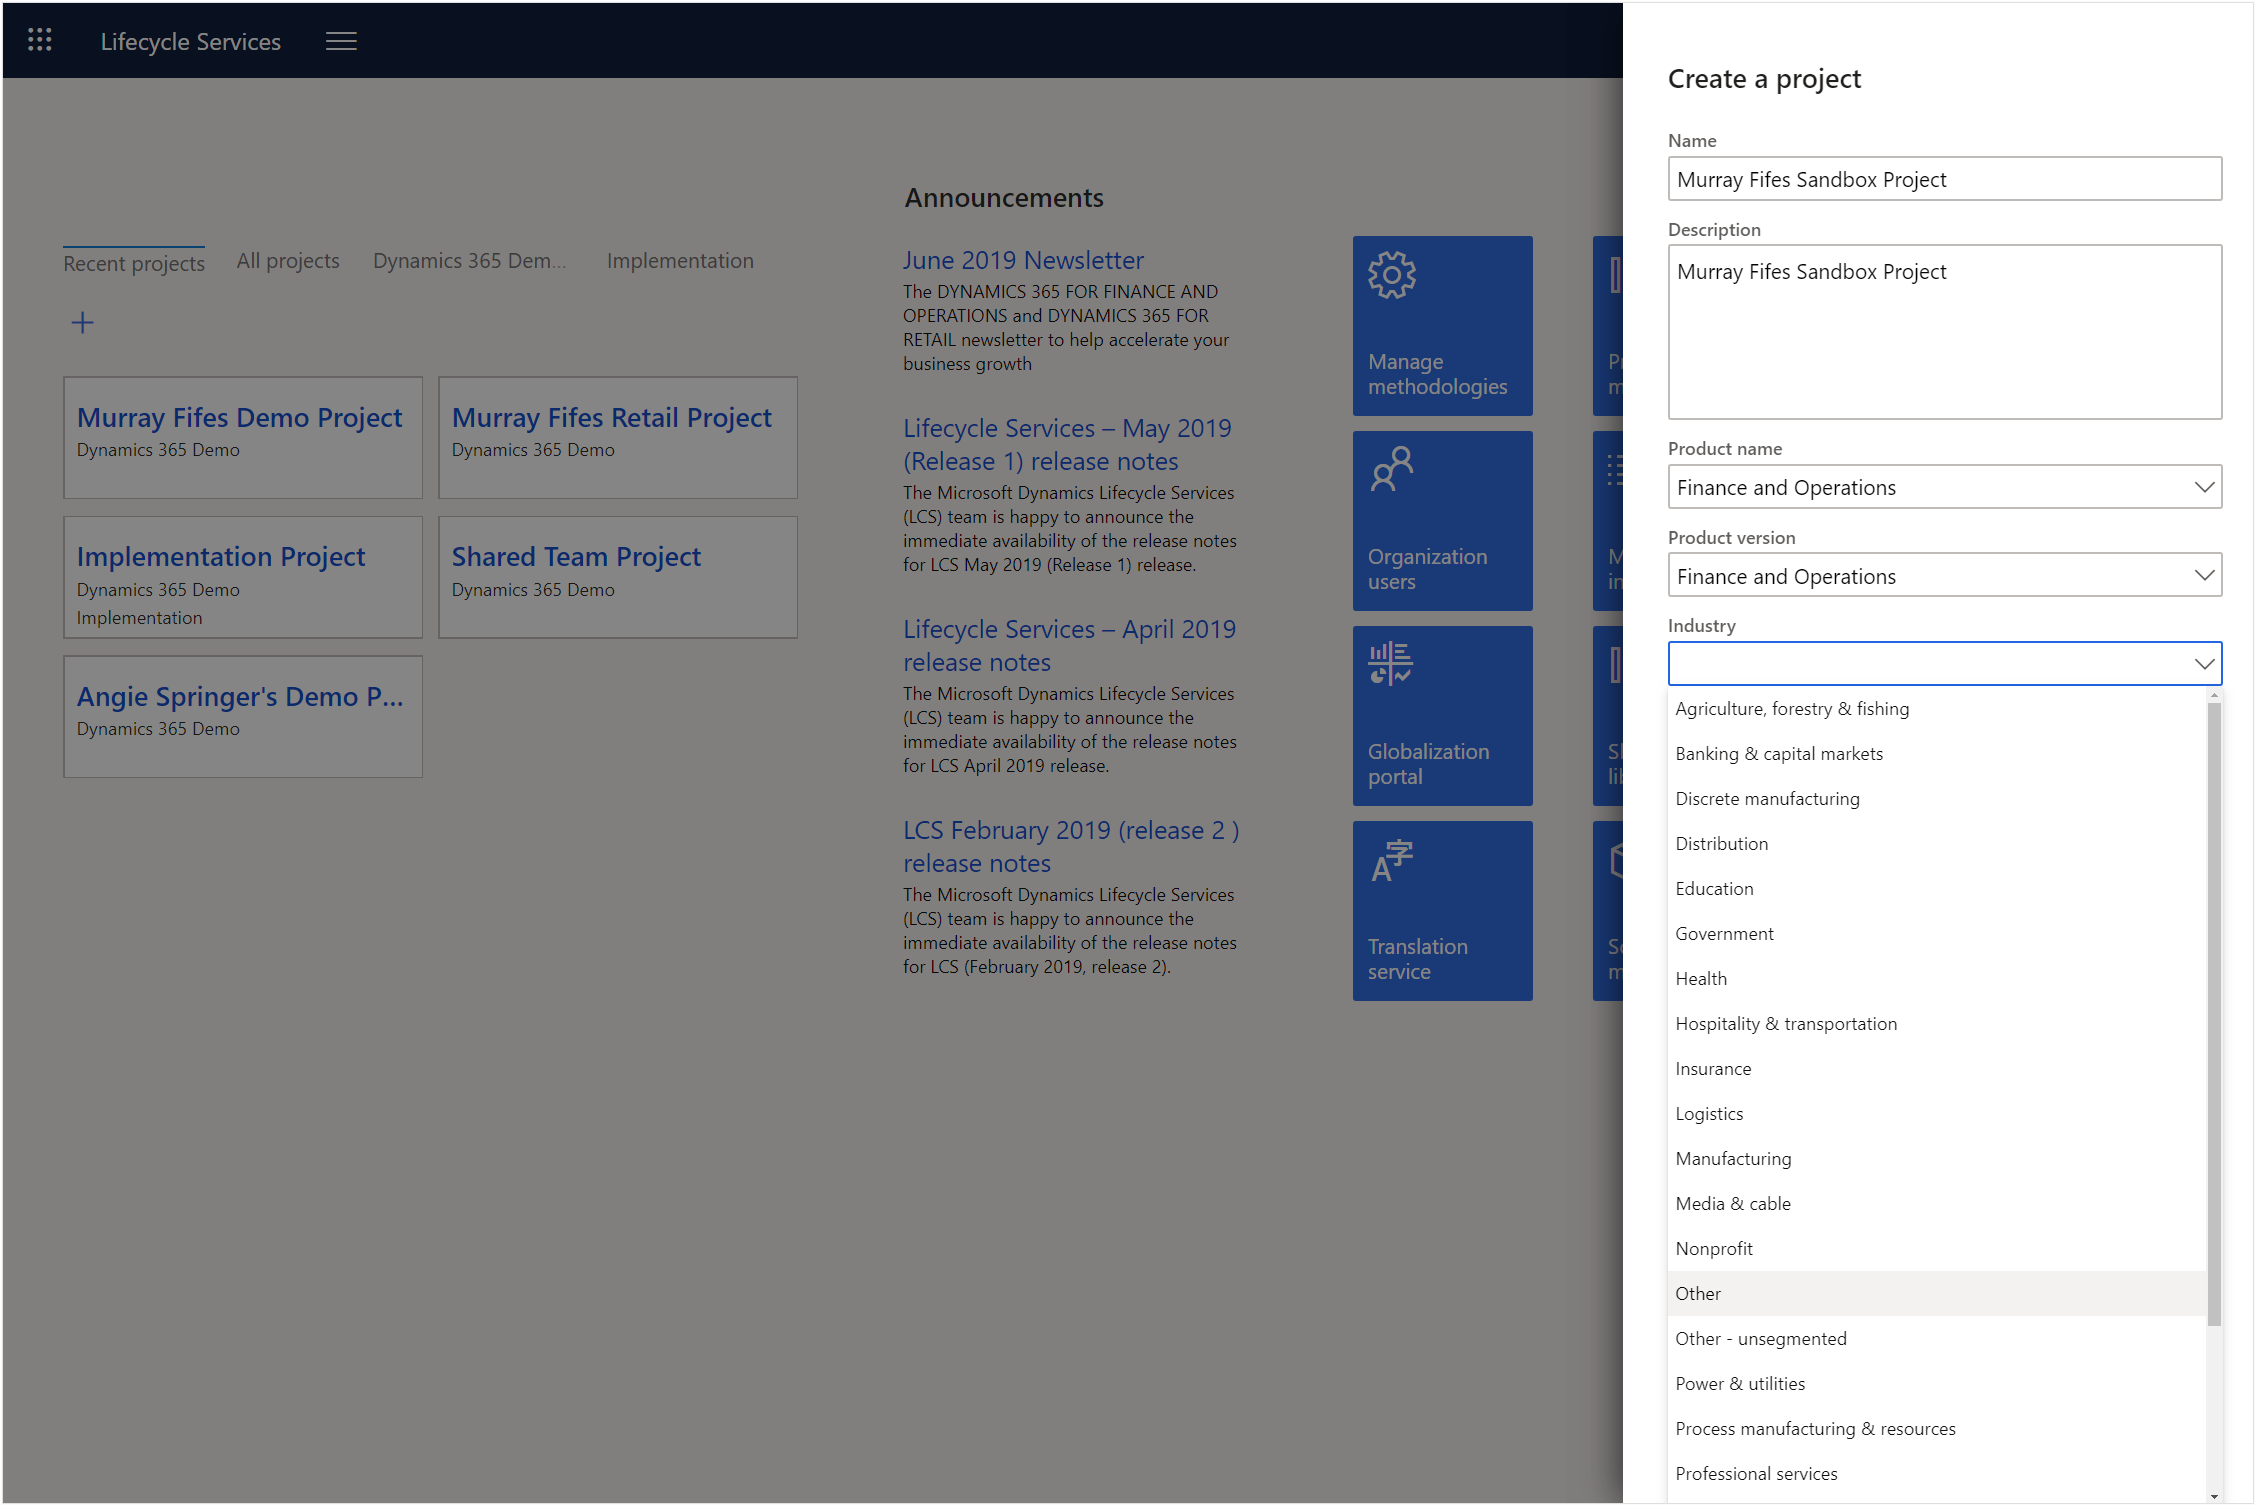 Lifecycle Services
Recent projects
All projects
Dynamics 365 Dem...
Implementation
Murray Fifes Demo Project
Dynamics 365 Demo
Murray Fifes Retail Project
Dynamics 365 Demo
Implementation Project
Dynamics 365 Demo
Implementation
Shared Team Project
Dynamics 365 Demo
Angie Springer's Demo P...
Dynamics 365 Demo
Announcements
June 2019 Newsletter
The DYNAMICS 365 FOR FINANCE AND
OPERATIONS and DYNAMICS 365 FOR
RETAIL newsletter to help accelerate your
business growth
Lifecycle Services – May 2019
(Release 1) release notes
The Microsoft Dynamics Lifecycle Services
(LCS) team is happy to announce the
immediate availability of the release notes
for LCS May 2019 (Release 1) release.
Lifecycle Services – April 2019
release notes
The Microsoft Dynamics Lifecycle Services
(LCS) team is happy to announce the
immediate availability of the release notes
for LCS April 2019 release.
LCS February 2019 (release 2 )
release notes
The Microsoft Dynamics Lifecycle Services
(LCS) team is happy to announce the
immediate availability of the release notes
for LCS (February 2019, release 2).
Manage
methodologies
Organization
users
Globalization
portal
A字
Translation
service
Create a project
Name
Murray Fifes Sandbox Project
Description
Murray Fifes Sandbox Project
Product name
Finance and Operations
Product version
Finance and Operations
Industry
Agriculture, forestry & fishing
Banking & capital markets
Discrete manufacturing
Distribution
Education
Government
Health
Hospitality & transportation
Insurance
Logistics
Manufacturing
Media & cable
Nonprofit
Other
Other - unsegmented
Power & utilities
Process manufacturing & resources
Professional services